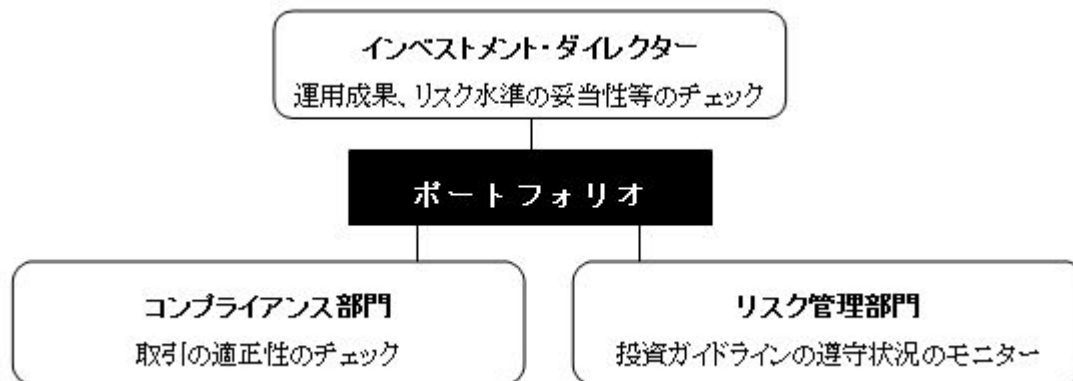 インベストメント・ダイレクター
運用成果、リスク水準の妥当性等のチェック
ポートフォリオ
コンプライアンス部門
取引の適正性のチェック
リスク管理部門
投資ガイドラインの遵守状況のモニター